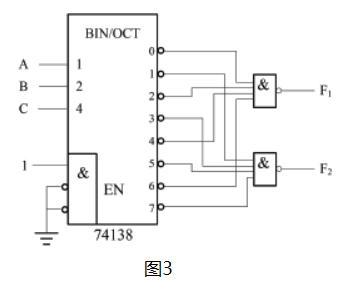 BIN/OCT
A 1
B 2
C 4
1 & EN
0
1
2
3
4
5
6
7
& F₁
& F₂
74138
图3